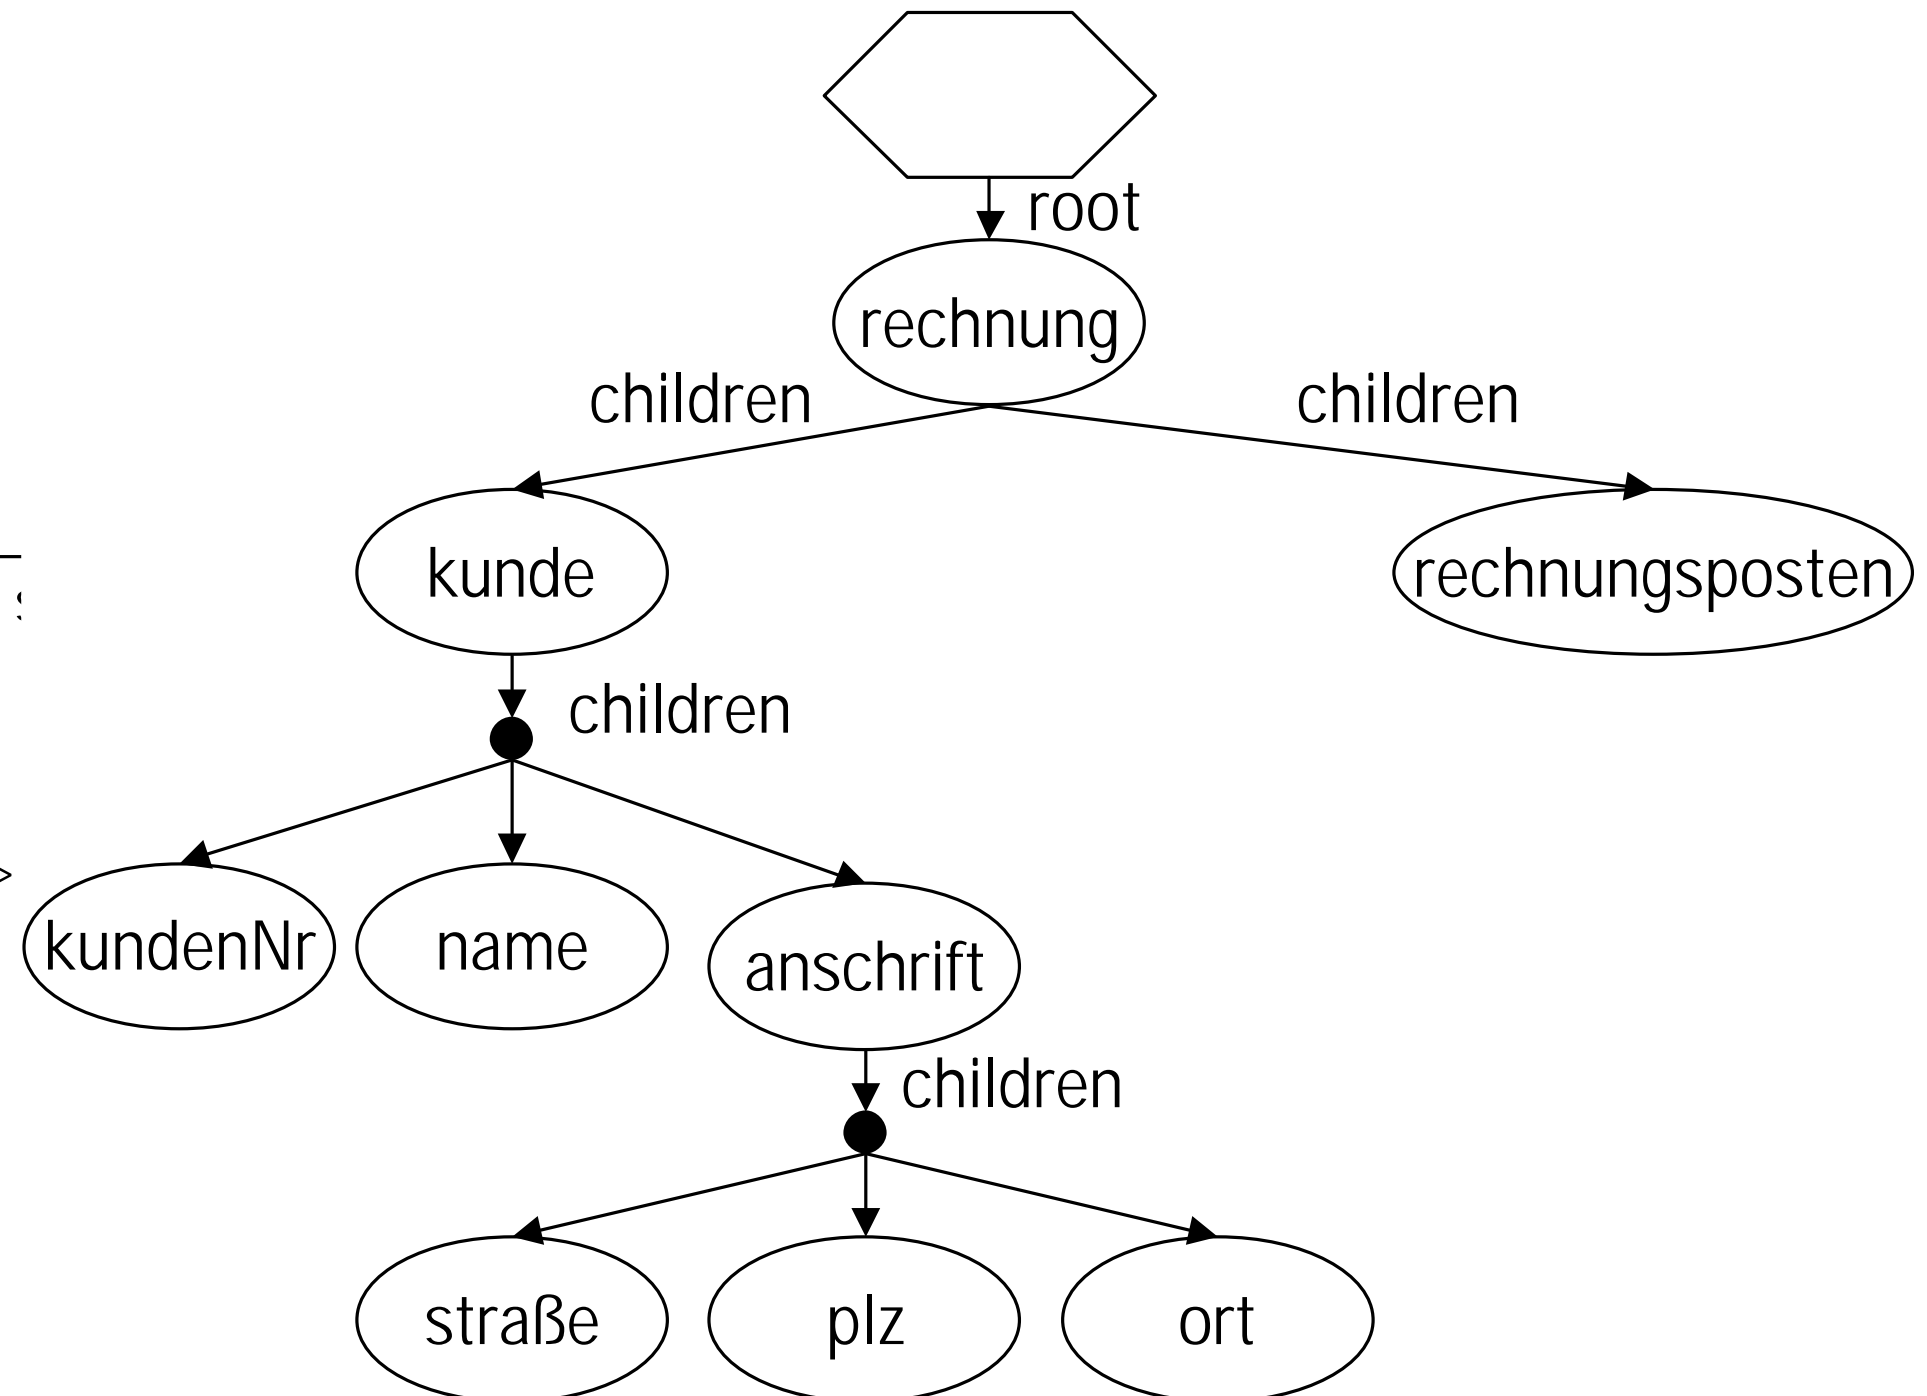 root
rechnung
children
children
kunde
rechnungsposten
children
kundenNr
name
anschrift
children
straße
plz
ort